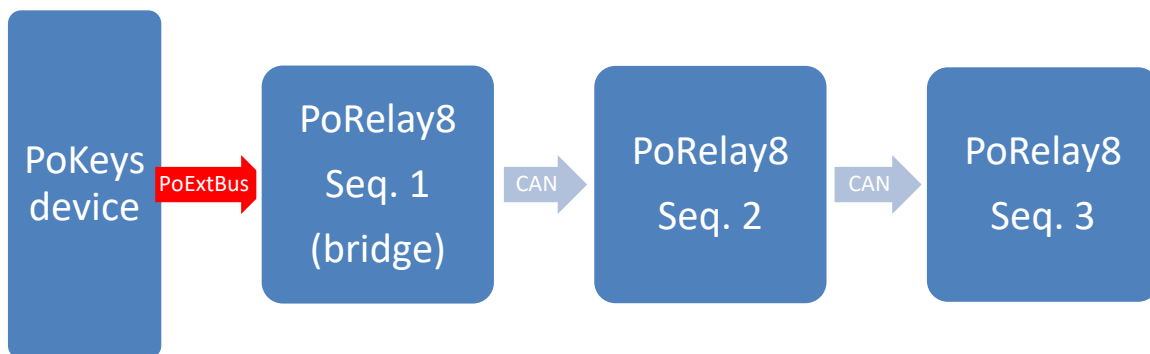 PoKeys
device
PoExtBus
PoRelay8
Seq. 1
(bridge)
CAN
PoRelay8
Seq. 2
CAN
PoRelay8
Seq. 3